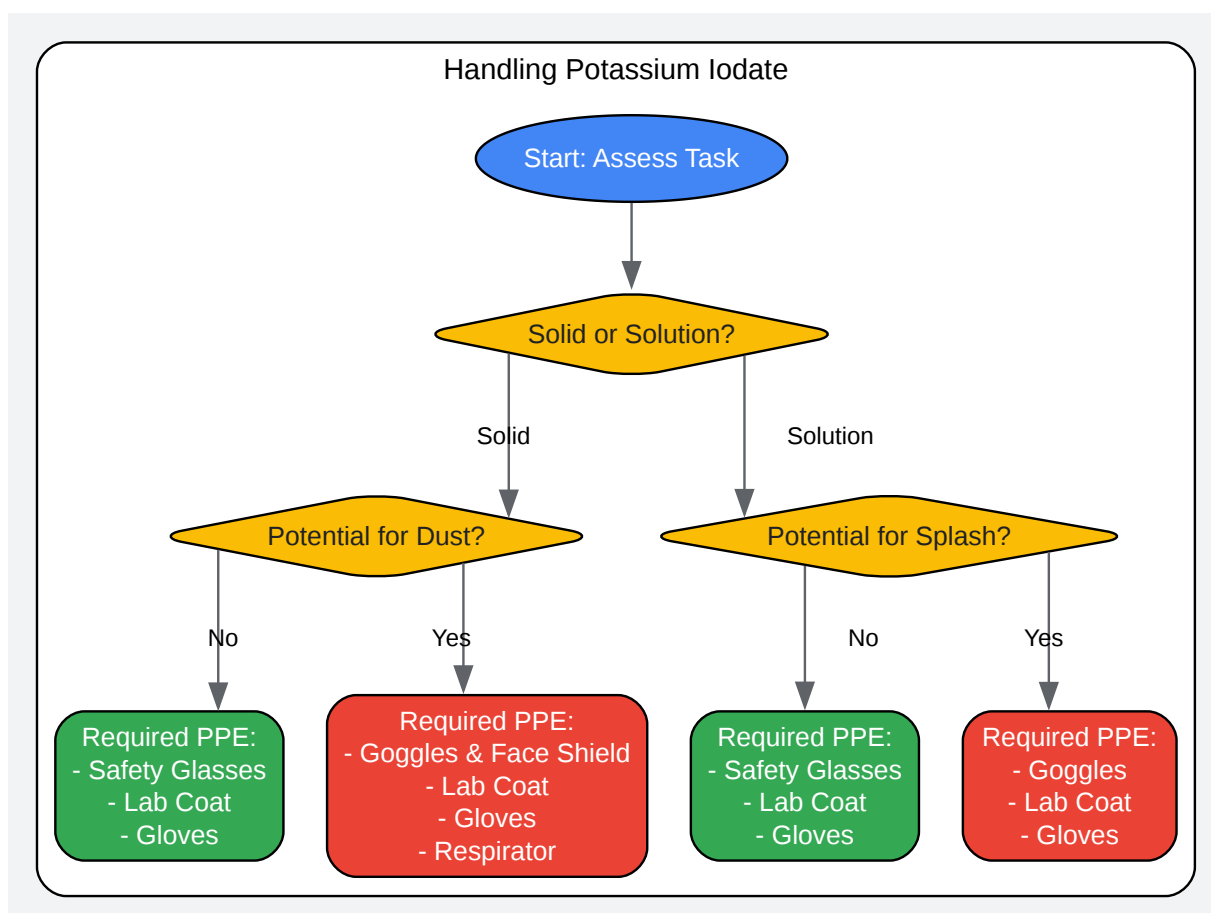 Handling Potassium Iodate
Start: Assess Task
Solid or Solution?
Solid
Solution
Potential for Dust?
Potential for Splash?
No
Yes
No
Yes
Required PPE:
- Safety Glasses
- Lab Coat
- Gloves
Required PPE:
- Goggles & Face Shield
- Lab Coat
- Gloves
- Respirator
Required PPE:
- Safety Glasses
- Lab Coat
- Gloves
Required PPE:
- Goggles
- Lab Coat
- Gloves